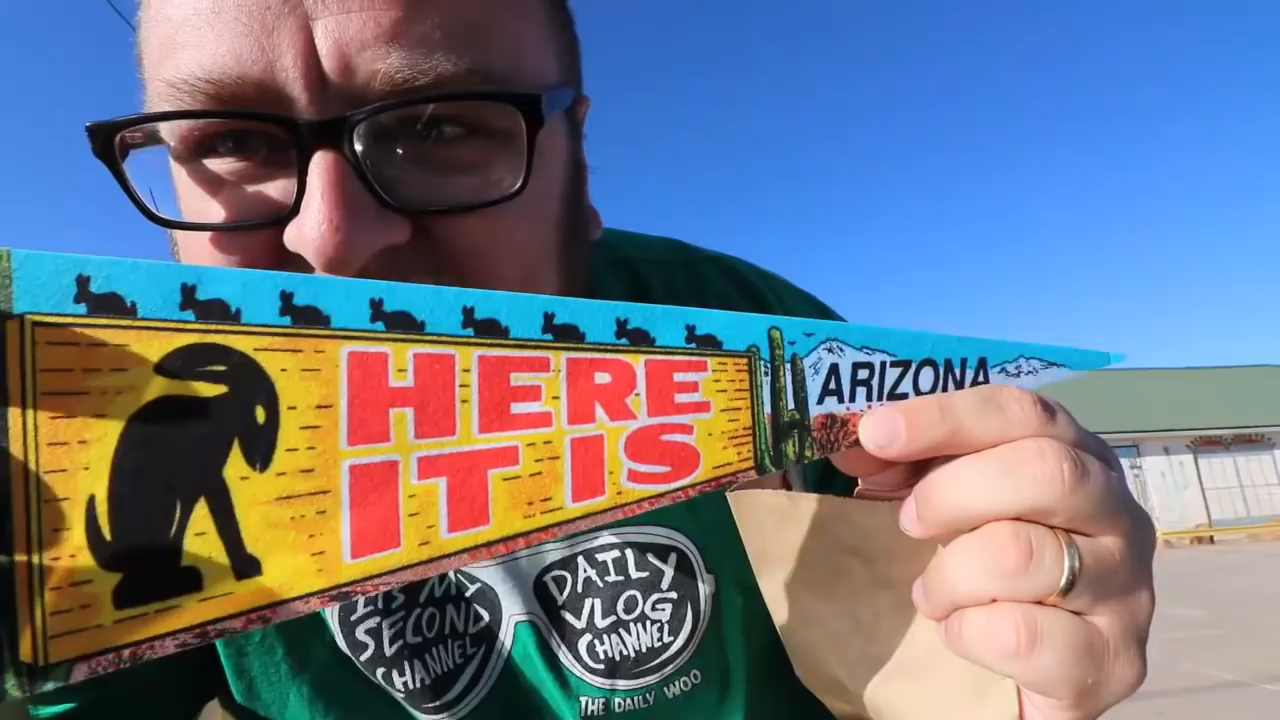 HERE
IT IS
ARIZONA
IT'S MY
SECOND
CHANNEL
DAILY
VLOG
CHANNEL
THE DAILY WOO